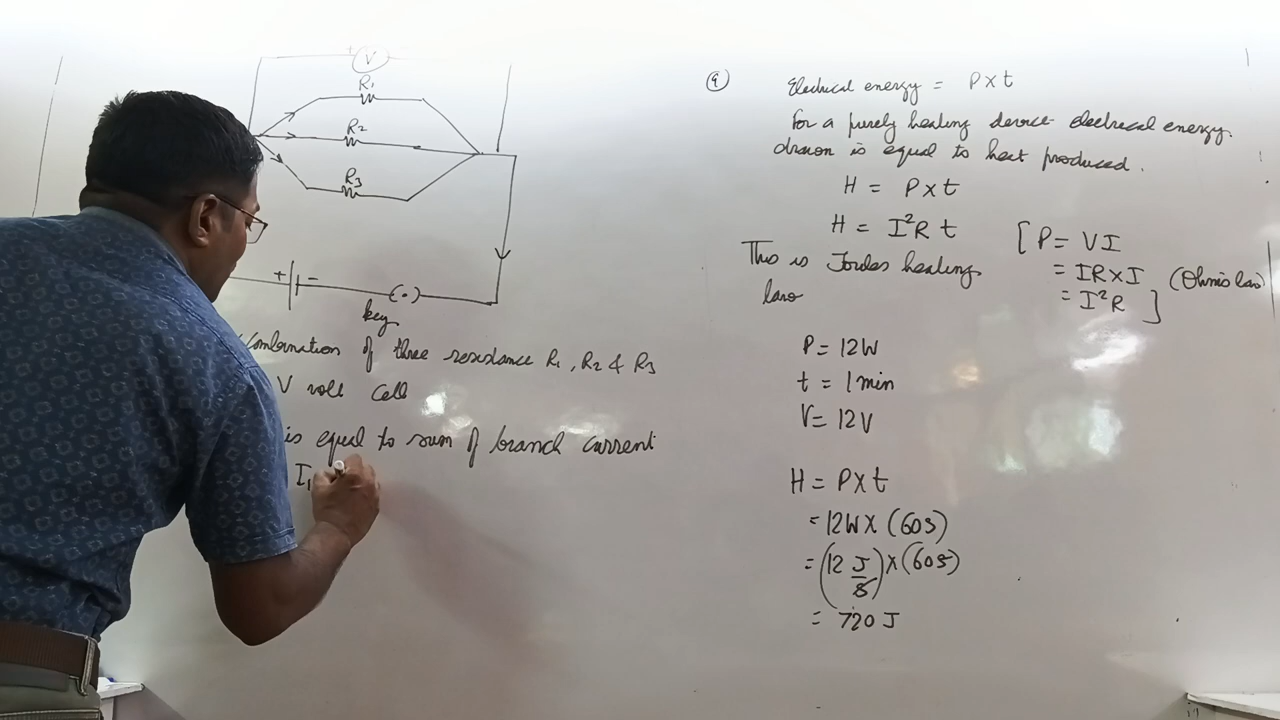 + V
R₁
R₂
R₃
+ −
(·)
key
Combination of three resistance R₁, R₂ & R₃
V volt cell
is equal to sum of branch current
I₁
9
Electrical energy = P×t
For a purely heating device electrical energy
drawn is equal to heat produced.
H = P×t
H = I²R t [P = VI
This is Joules heating
= IR×I (Ohm's law)
law
= I²R ]
P = 12W
t = 1 min
V = 12V
H = P×t
= 12W × (60s)
= (12 J/s) × (60s)
= 720 J